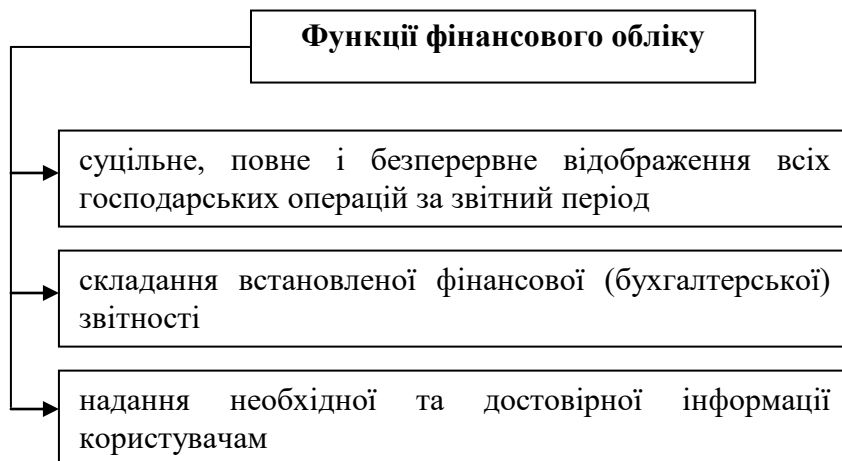 Функції фінансового обліку
суцільне, повне і безперервне відображення всіх
господарських операцій за звітний період
складання встановленої фінансової (бухгалтерської)
звітності
надання необхідної та достовірної інформації
користувачам